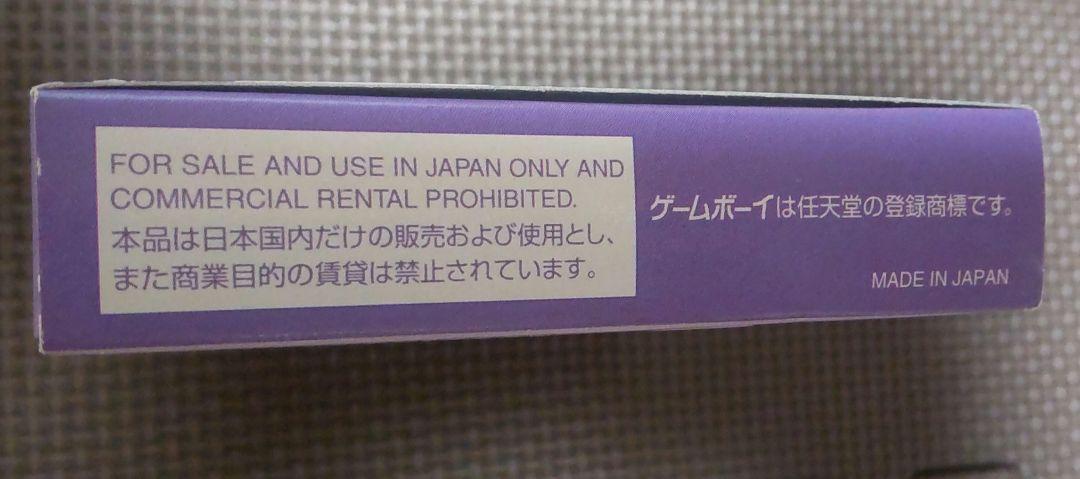 FOR SALE AND USE IN JAPAN ONLY AND
COMMERCIAL RENTAL PROHIBITED.
本品は日本国内だけの販売および使用とし、
また商業目的の賃貸は禁止されています。
ゲームボーイは任天堂の登録商標です。
MADE IN JAPAN